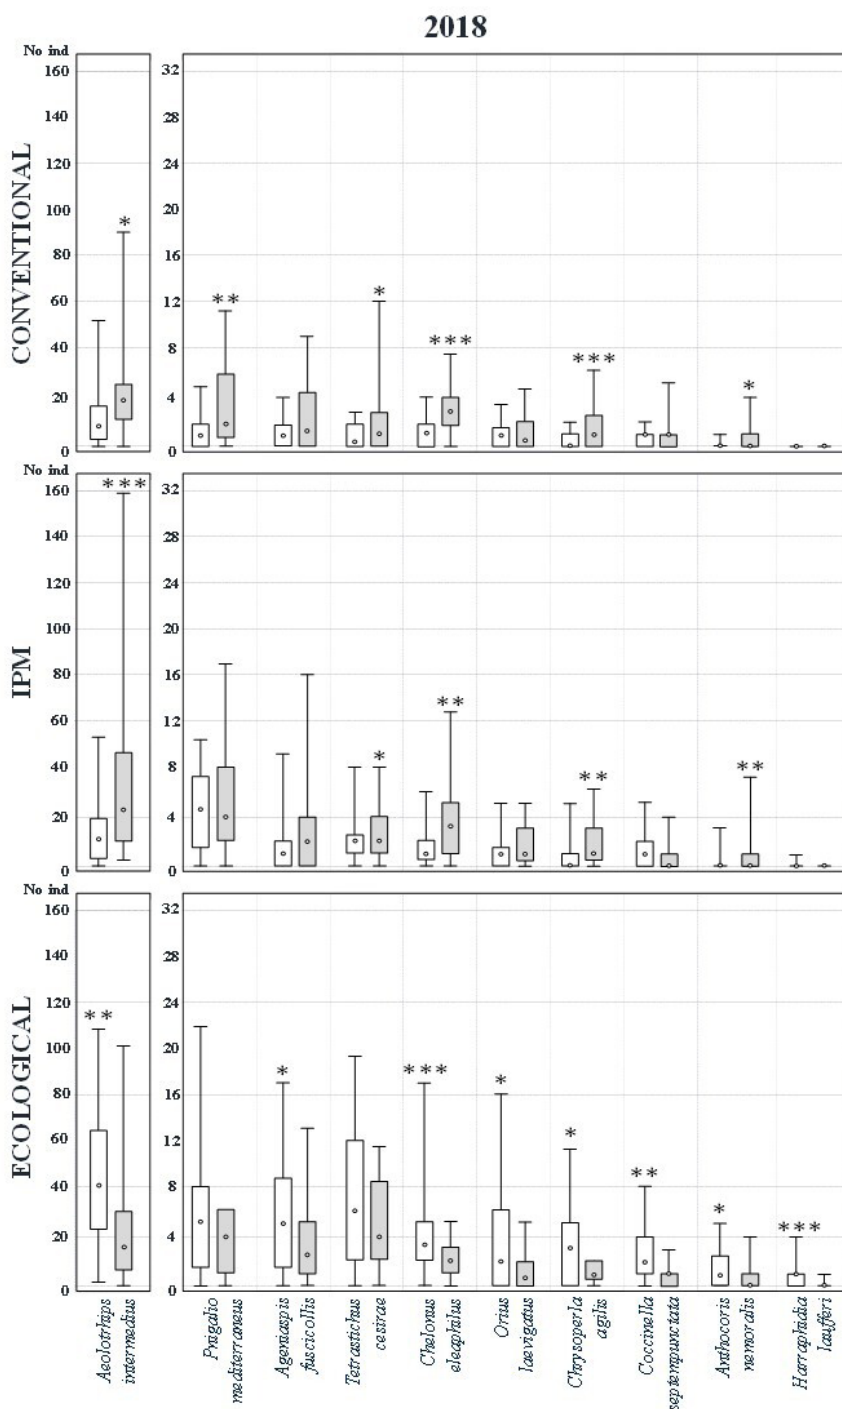 2018
CONVENTIONAL
No ind
160
140
120
100
80
60
40
20
0
32
28
24
20
16
12
8
4
0
*
**
*
***
***
*
IPM
No ind
160
140
120
100
80
60
40
20
0
32
28
24
20
16
12
8
4
0
***
*
**
**
**
ECOLOGICAL
No ind
160
140
120
100
80
60
40
20
0
32
28
24
20
16
12
8
4
0
**
*
***
*
*
**
*
***
Aeolotrhips
intermedius
Pnigalio
mediterraneus
Ageniaspis
fuscicollis
Tetrastichus
cesirae
Chelonus
eleaphilus
Orius
laevigatus
Chrysoperla
agilis
Coccinella
septempunctata
Anthocoris
nemoralis
Harraphidia
laufferi